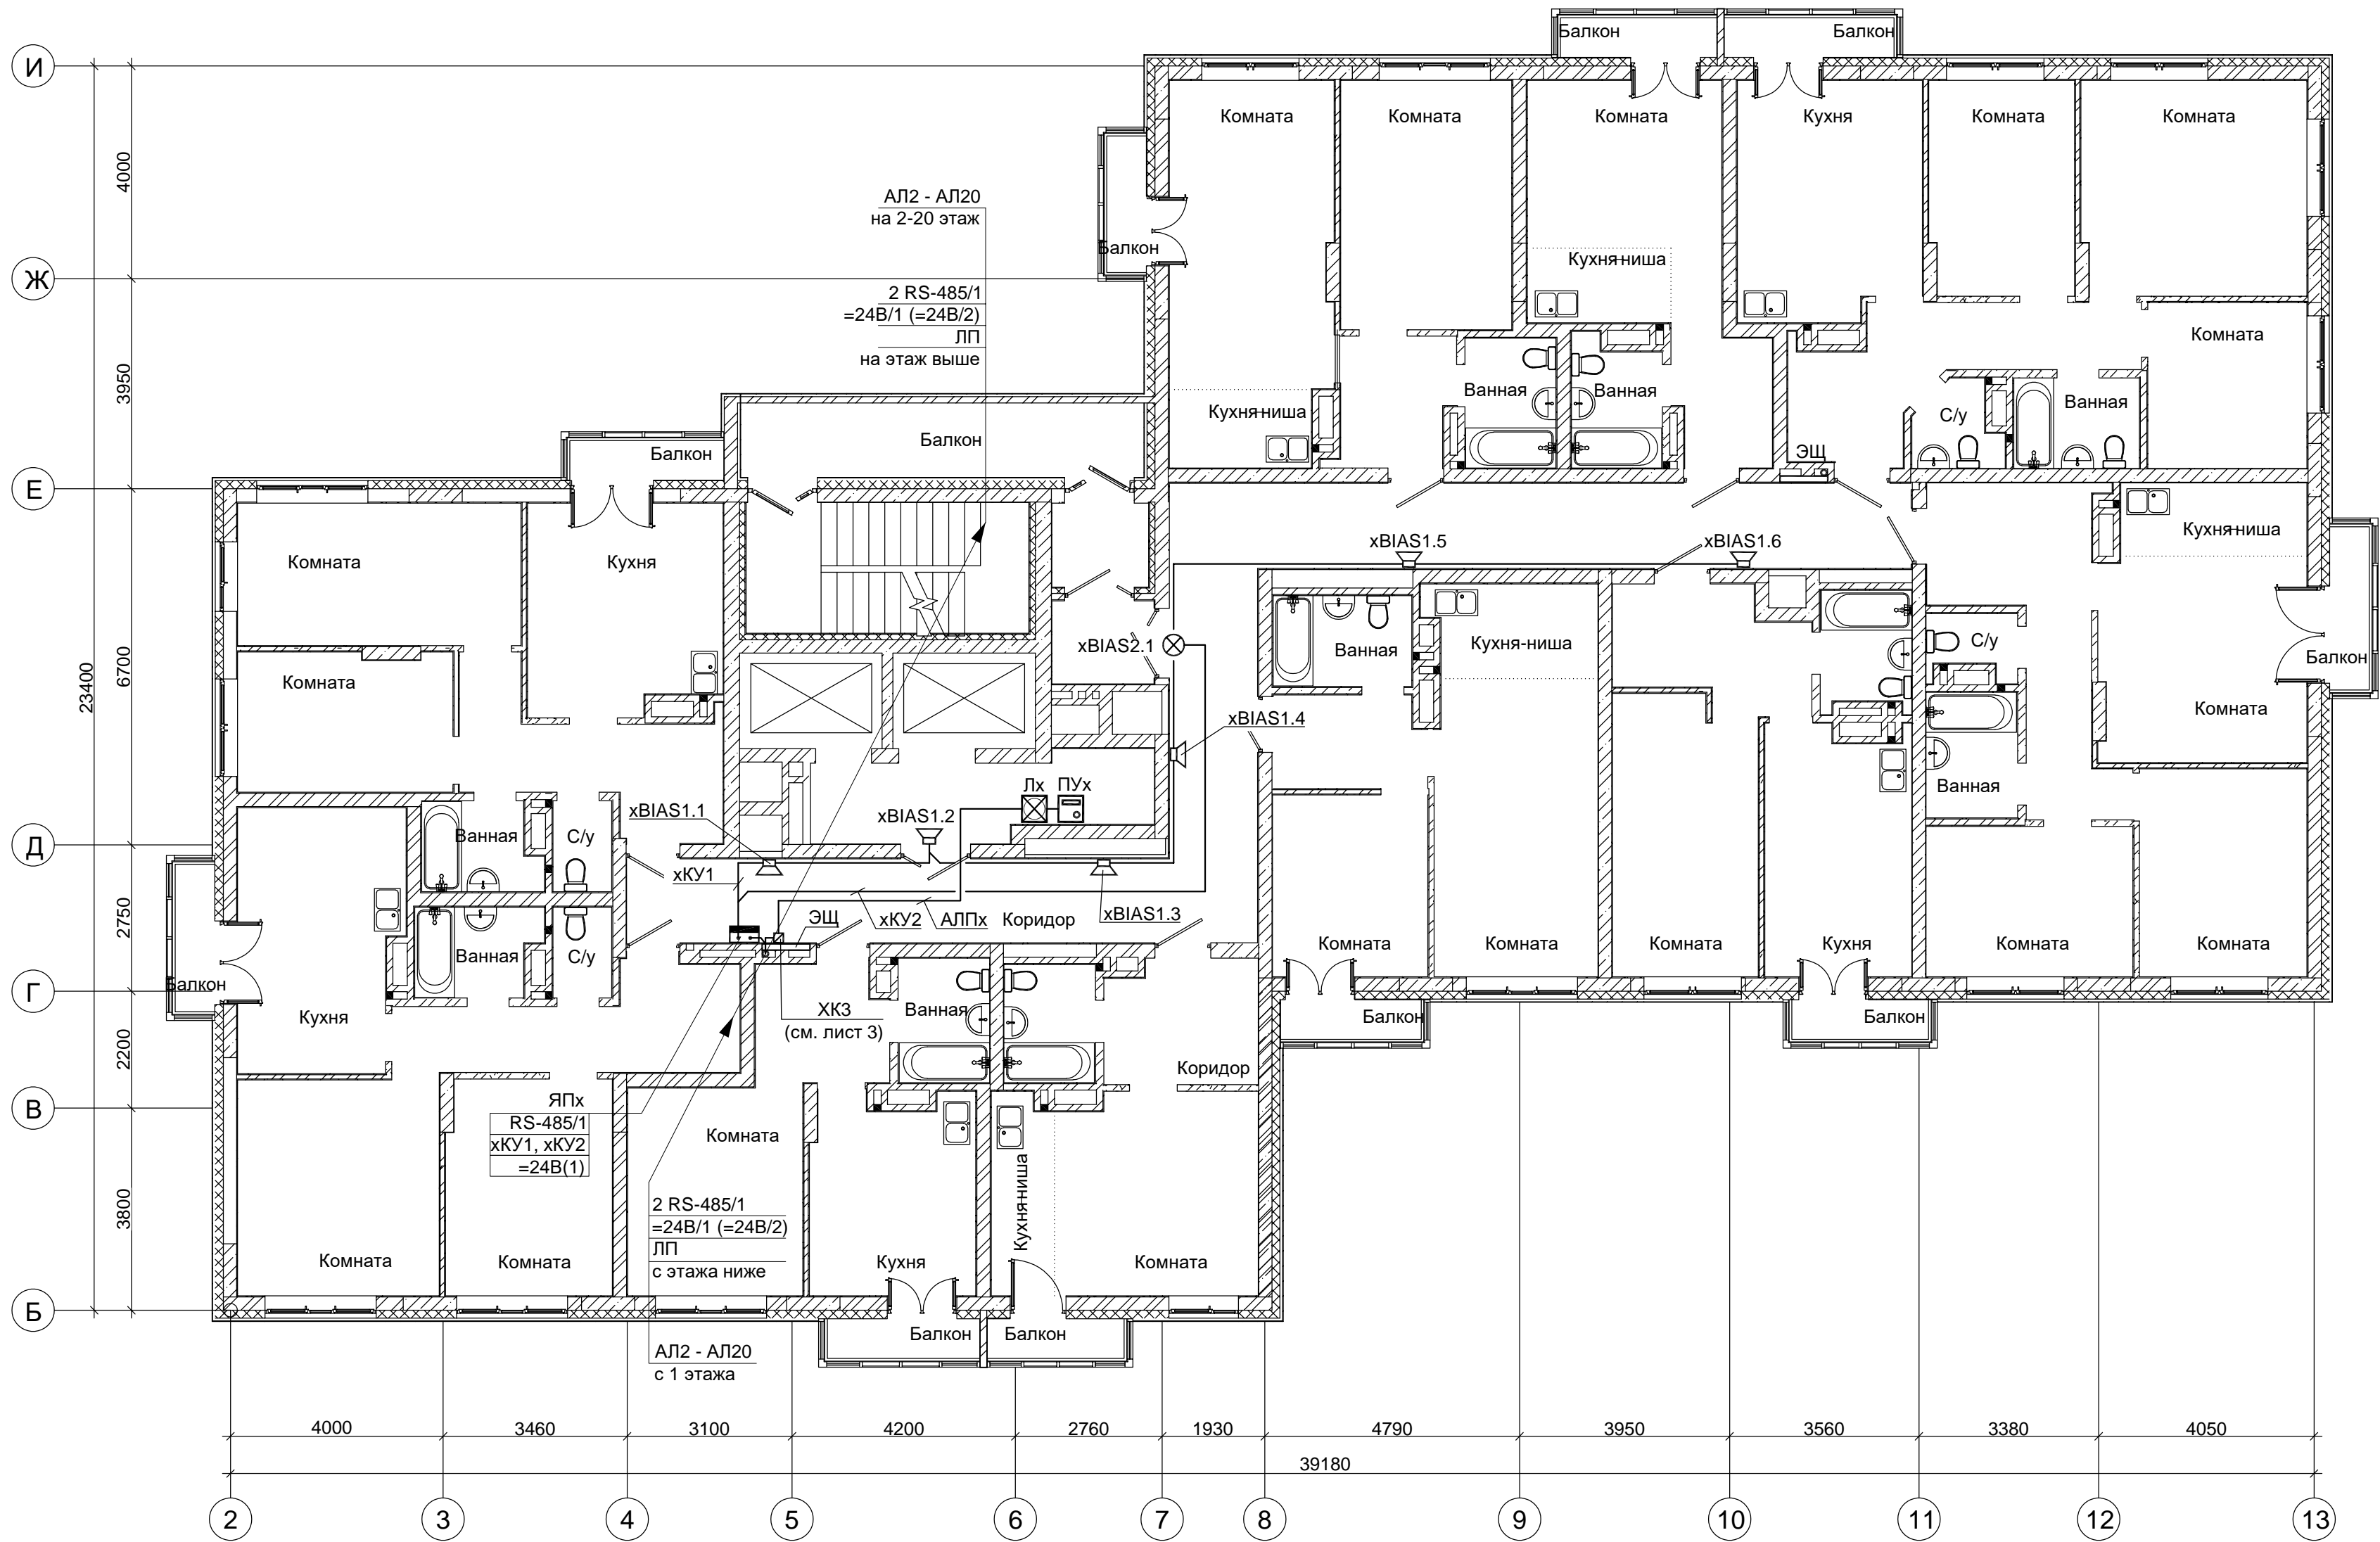 Балкон
Балкон
И
Комната
Комната
Комната
Кухня
Комната
Комната
4000
АЛ2 - АЛ20
на 2-20 этаж
Балкон
Кухня-ниша
Ж
2 RS-485/1
=24В/1 (=24В/2)
ЛП
на этаж выше
Комната
3950
Ванная
Ванная
Ванная
Кухня-ниша
С/у
Балкон
Балкон
ЭЩ
Е
Кухня-ниша
xBIAS1.5
xBIAS1.6
Комната
Кухня
23400
6700
xBIAS2.1
Ванная
Кухня-ниша
С/у
Балкон
Комната
Комната
xBIAS1.4
Лх
ПУх
Ванная
xBIAS1.1
xBIAS1.2
Ванная
С/у
Д
хКУ1
2750
ЭЩ
хКУ2
АЛПх
Коридор
xBIAS1.3
Комната
Комната
Комната
Кухня
Комната
Комната
Ванная
С/у
Балкон
Г
Кухня
ХК3
(см. лист 3)
Ванная
Балкон
Балкон
2200
Коридор
ЯПх
RS-485/1
хКУ1, хКУ2
=24В(1)
В
Комната
Кухня-ниша
3800
2 RS-485/1
=24В/1 (=24В/2)
ЛП
с этажа ниже
Комната
Комната
Кухня
Комната
Б
Балкон
Балкон
АЛ2 - АЛ20
с 1 этажа
4000
3460
3100
4200
2760
1930
4790
3950
3560
3380
4050
39180
2
3
4
5
6
7
8
9
10
11
12
13